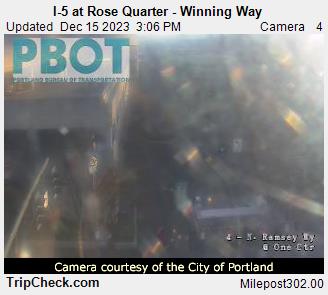 I-5 at Rose Quarter - Winning Way
Updated Dec 15 2023 3:06 PM Camera 4
PBOT
PORTLAND BUREAU OF TRANSPORTATION
4 - N. Ramsey Wy
@ One Ctr
Camera courtesy of the City of Portland
TripCheck.com Milepost302.00